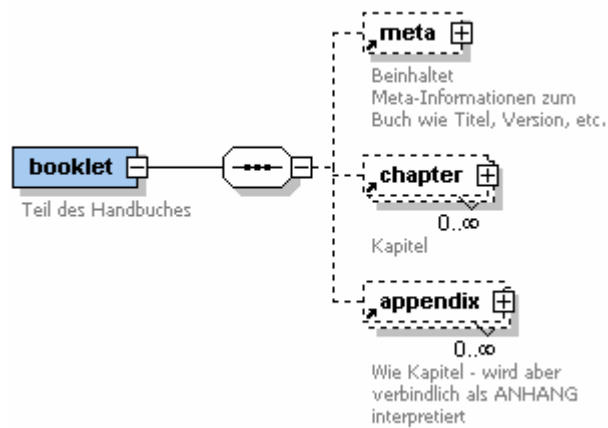 meta
Beinhaltet
Meta-Informationen zum
Buch wie Titel, Version, etc.
booklet
Teil des Handbuches
chapter
0..∞
Kapitel
appendix
0..∞
Wie Kapitel - wird aber
verbindlich als ANHANG
interpretiert